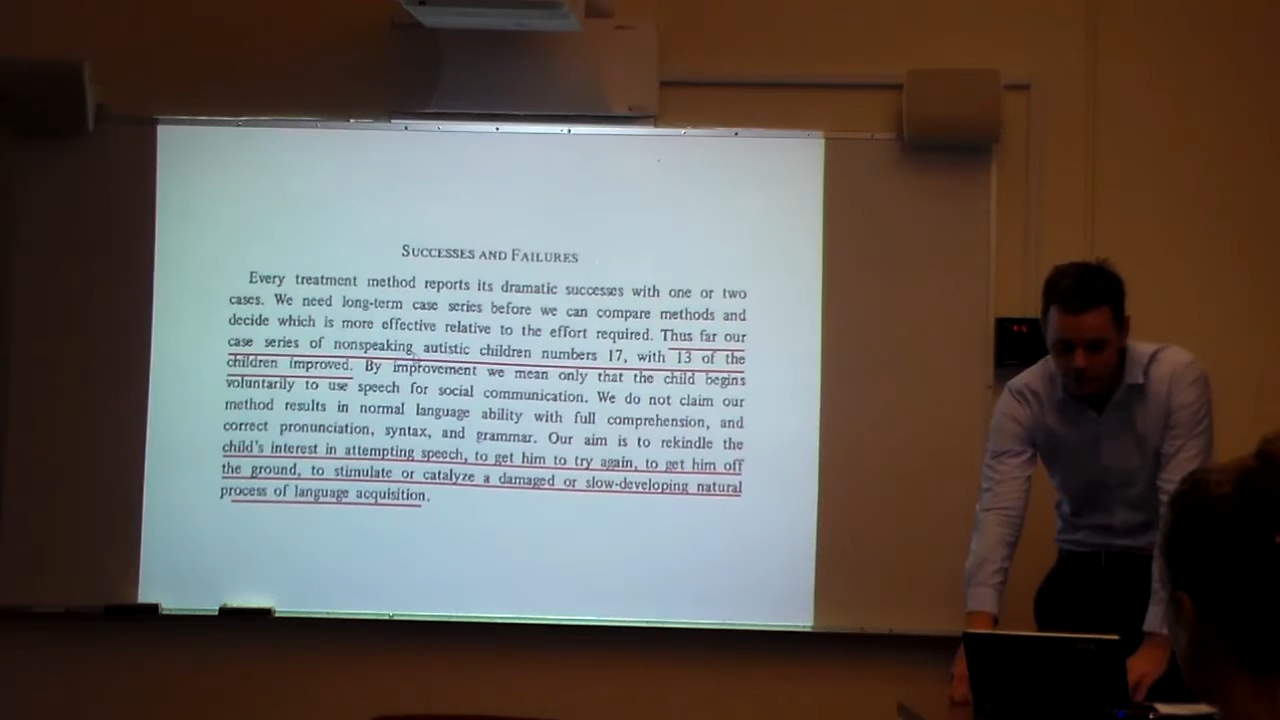 SUCCESSES AND FAILURES
Every treatment method reports its dramatic successes with one or two
cases. We need long-term case series before we can compare methods and
decide which is more effective relative to the effort required. Thus far our
case series of nonspeaking autistic children numbers 17, with 13 of the
children improved. By improvement we mean only that the child begins
voluntarily to use speech for social communication. We do not claim our
method results in normal language ability with full comprehension, and
correct pronunciation, syntax, and grammar. Our aim is to rekindle the
child's interest in attempting speech, to get him to try again, to get him off
the ground, to stimulate or catalyze a damaged or slow-developing natural
process of language acquisition.